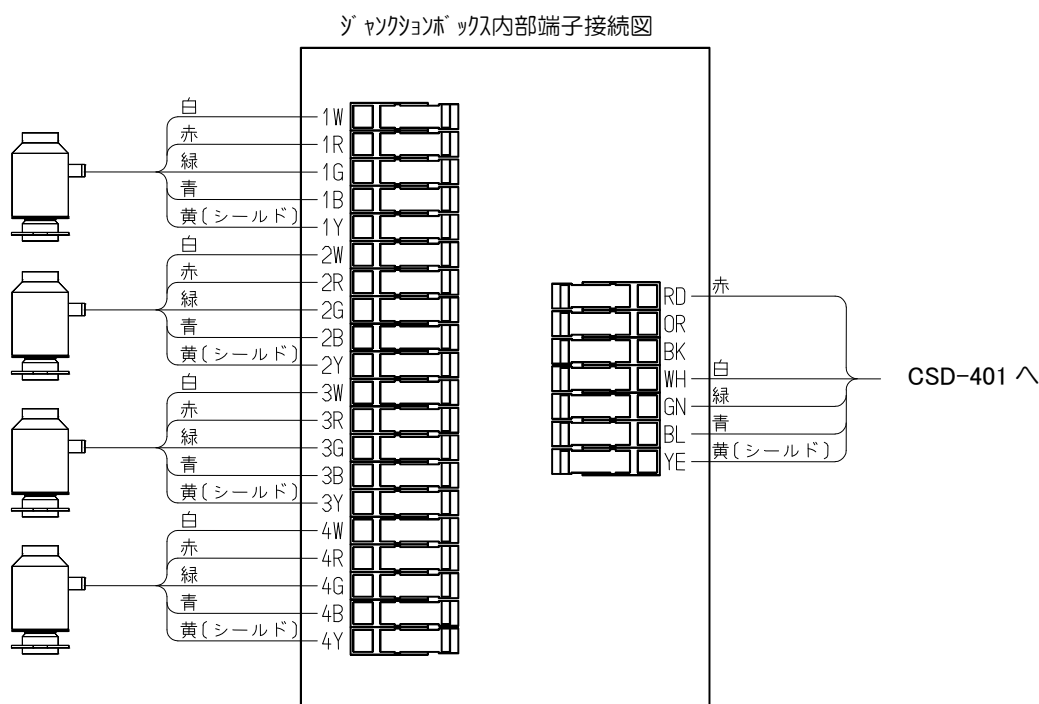 ジャンクションボックス内部端子接続図
白
1W
赤
1R
緑
1G
青
1B
黄(シールド)
1Y
白
2W
赤
2R
緑
2G
青
2B
黄(シールド)
2Y
白
3W
赤
3R
緑
3G
青
3B
黄(シールド)
3Y
白
4W
赤
4R
緑
4G
青
4B
黄(シールド)
4Y
RD
赤
OR
BK
WH
白
GN
緑
BL
青
YE
黄(シールド)
CSD-401 へ